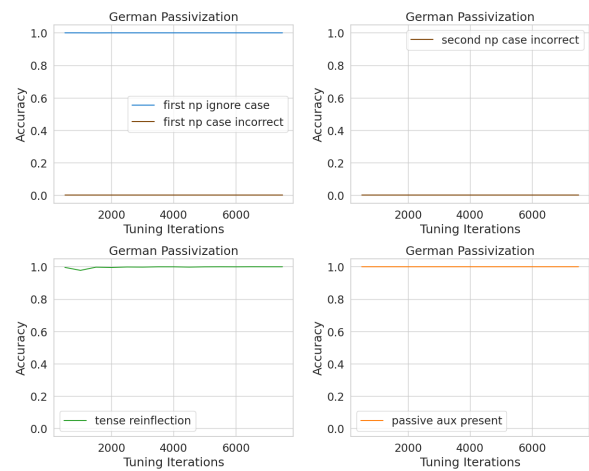 German Passivization
1.0
0.8
0.6
0.4
0.2
0.0
Accuracy
first np ignore case
first np case incorrect
2000
4000
6000
Tuning Iterations
German Passivization
1.0
0.8
0.6
0.4
0.2
0.0
Accuracy
second np case incorrect
2000
4000
6000
Tuning Iterations
German Passivization
1.0
0.8
0.6
0.4
0.2
0.0
Accuracy
tense reinflection
2000
4000
6000
Tuning Iterations
German Passivization
1.0
0.8
0.6
0.4
0.2
0.0
Accuracy
passive aux present
2000
4000
6000
Tuning Iterations